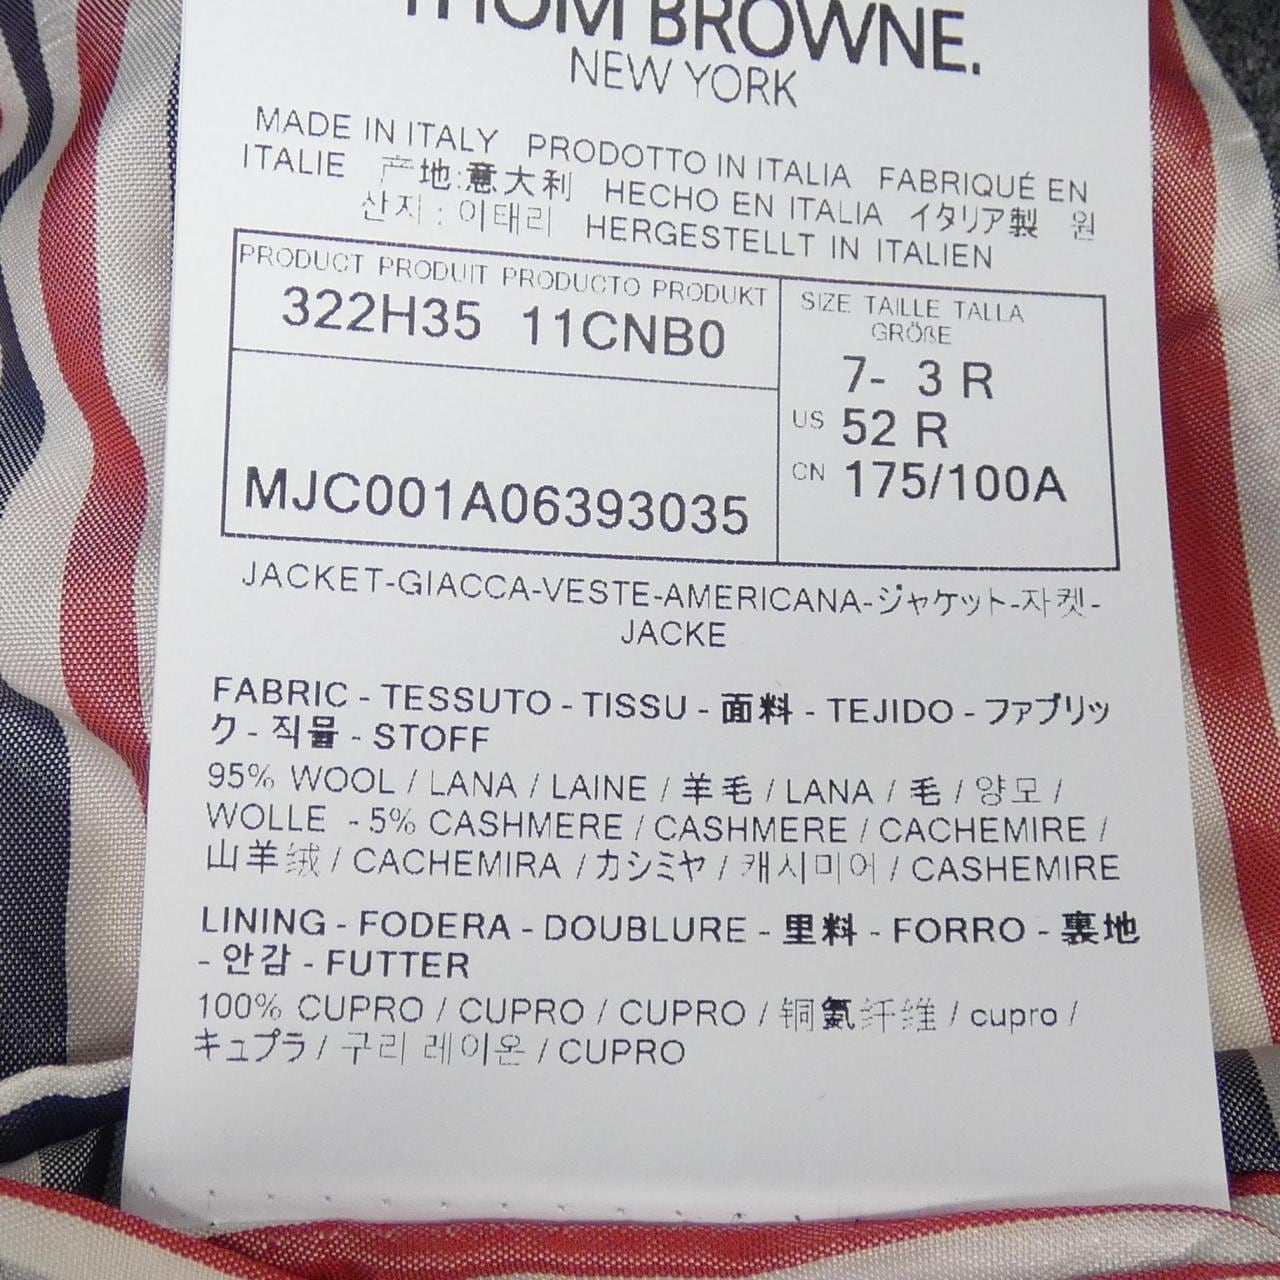 THOM BROWNE.
NEW YORK
MADE IN ITALY PRODOTTO IN ITALIA FABRIQUÉ EN
ITALIE 产地:意大利 HECHO EN ITALIA イタリア製 원
산지 : 이태리 HERGESTELLT IN ITALIEN
PRODUCT PRODUIT PRODUCTO PRODUKT
322H35 11CNB0
MJC001A06393035
SIZE TAILLE TALLA
GRÖßE
7- 3 R
US 52 R
CN 175/100A
JACKET-GIACCA-VESTE-AMERICANA-ジャケット-자켓-
JACKE
FABRIC - TESSUTO - TISSU - 面料 - TEJIDO - ファブリッ
ク - 직물 - STOFF
95% WOOL / LANA / LAINE / 羊毛 / LANA / 毛 / 양모 /
WOLLE - 5% CASHMERE / CASHMERE / CACHEMIRE /
山羊绒 / CACHEMIRA / カシミヤ / 캐시미어 / CASHEMIRE
LINING - FODERA - DOUBLURE - 里料 - FORRO - 裏地
- 안감 - FUTTER
100% CUPRO / CUPRO / CUPRO / 铜氨纤维 / cupro /
キュプラ / 구리 레이온 / CUPRO